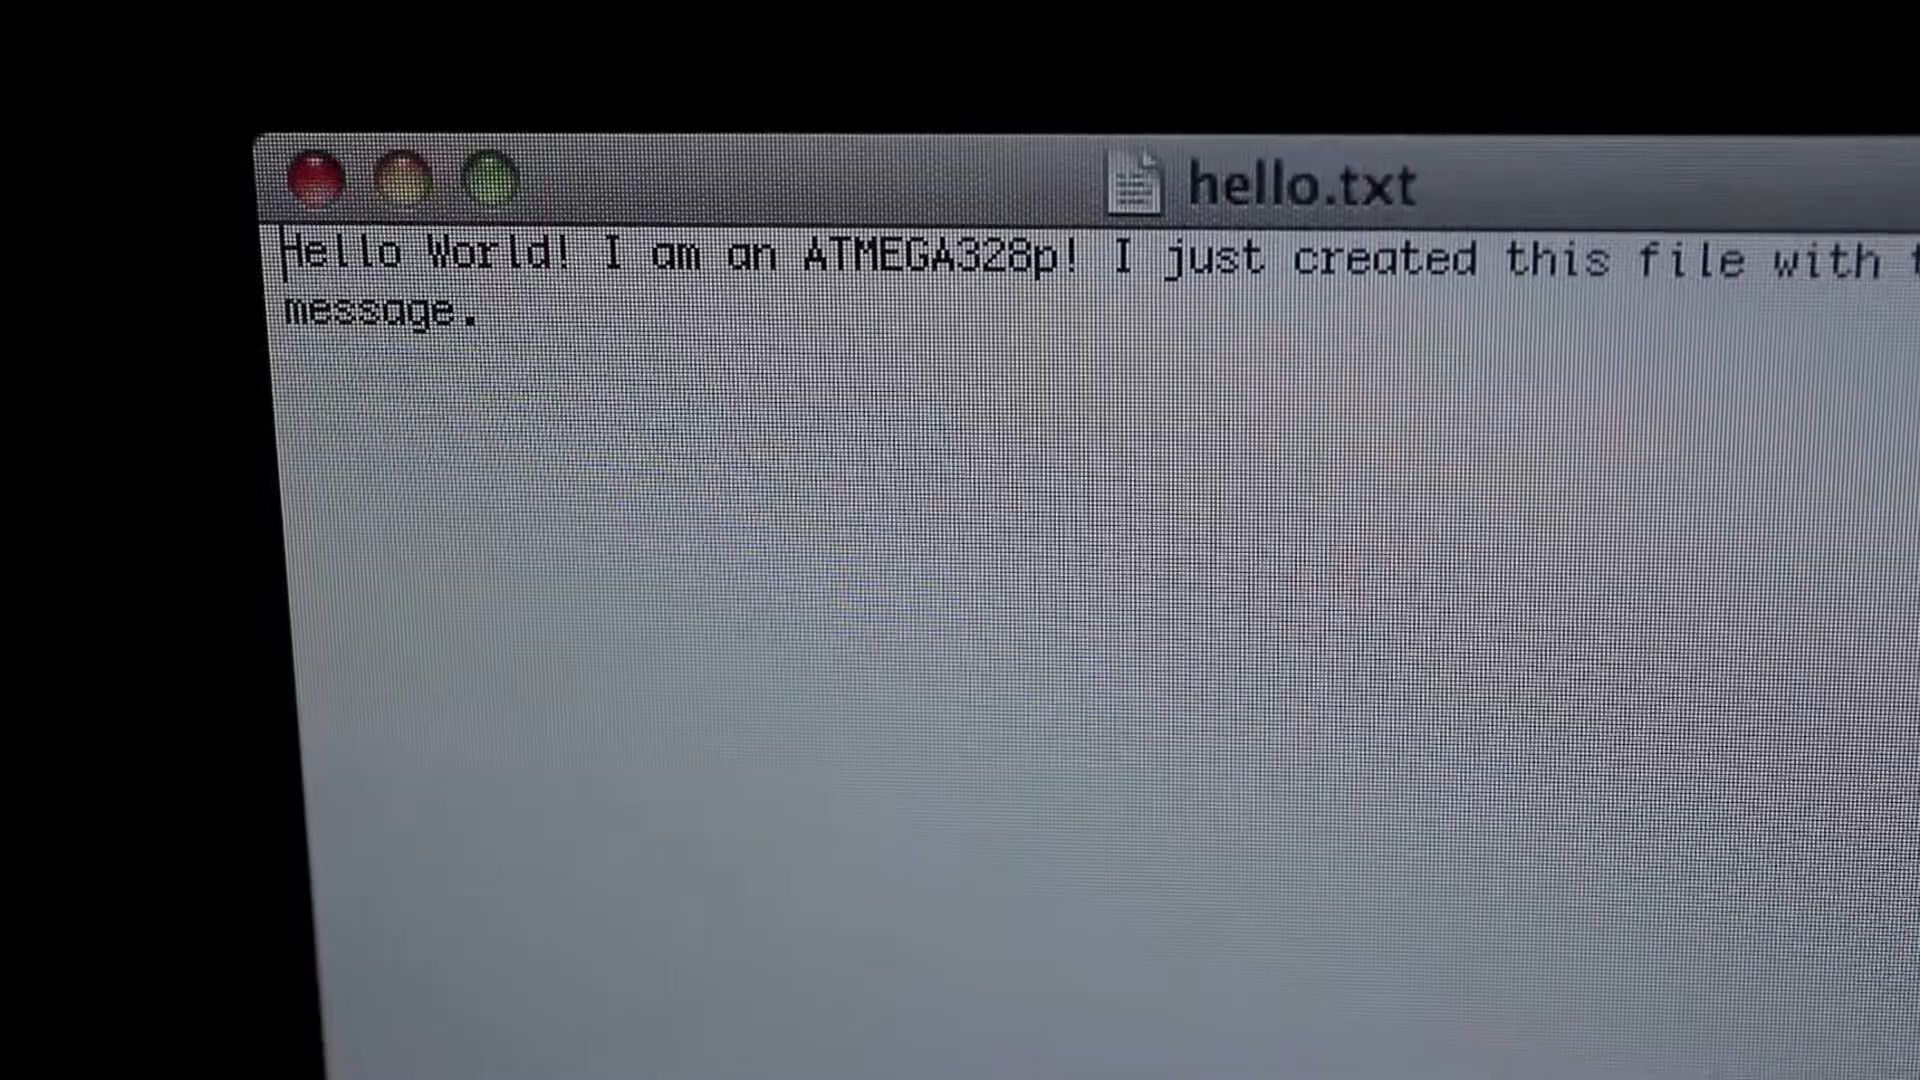 hello.txt
Hello World! I am an ATMEGA328p! I just created this file with
message.